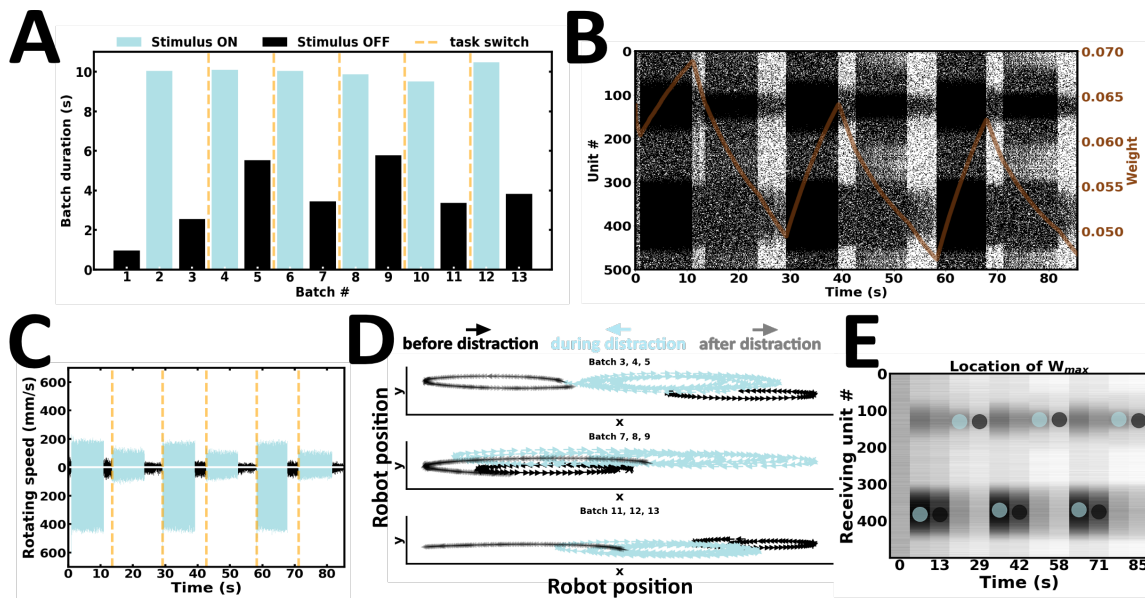 A
Stimulus ON Stimulus OFF task switch
Batch duration (s)
10
8
6
4
2
0
1 2 3 4 5 6 7 8 9 10 11 12 13
Batch #
B
Unit #
0
100
200
300
400
500
0 10 20 30 40 50 60 70 80
Time (s)
0.070
0.065
0.060
0.055
0.050
Weight
C
Rotating speed (mm/s)
600
400
200
0
200
400
600
0 10 20 30 40 50 60 70 80
Time (s)
D
before distraction during distraction after distraction
Batch 3, 4, 5
y
x
Batch 7, 8, 9
y
x
Batch 11, 12, 13
y
x
Robot position
Robot position
E
Location of Wmax
Receiving unit #
0
100
200
300
400
0 13 29 43 58 71 85
Time (s)